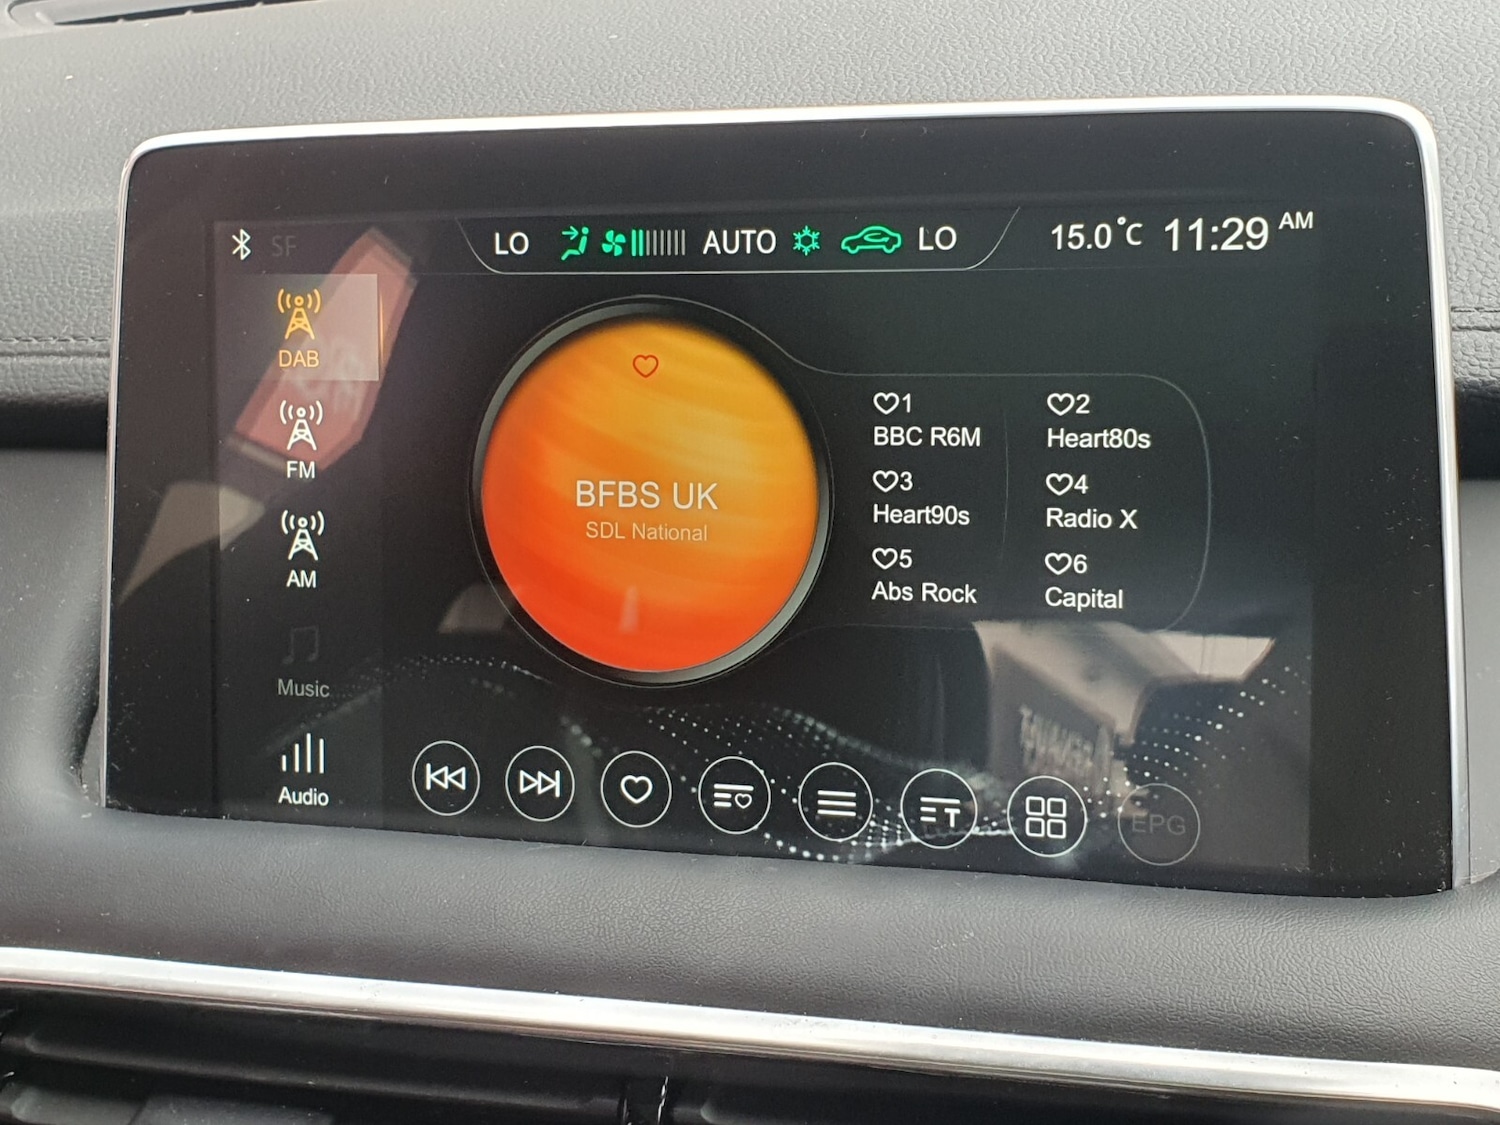 SF
LO
AUTO
LO
15.0°C 11:29 AM
DAB
FM
AM
Music
Audio
BFBS UK
SDL National
1
BBC R6M
2
Heart80s
3
Heart90s
4
Radio X
5
Abs Rock
6
Capital
T
EPG